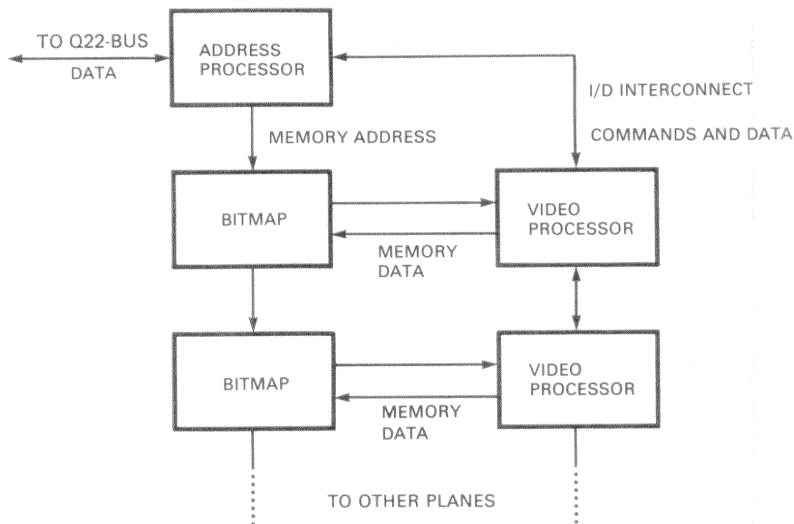 TO Q22-BUS
DATA
ADDRESS
PROCESSOR
I/D INTERCONNECT
COMMANDS AND DATA
MEMORY ADDRESS
BITMAP
VIDEO
PROCESSOR
MEMORY
DATA
BITMAP
VIDEO
PROCESSOR
MEMORY
DATA
TO OTHER PLANES